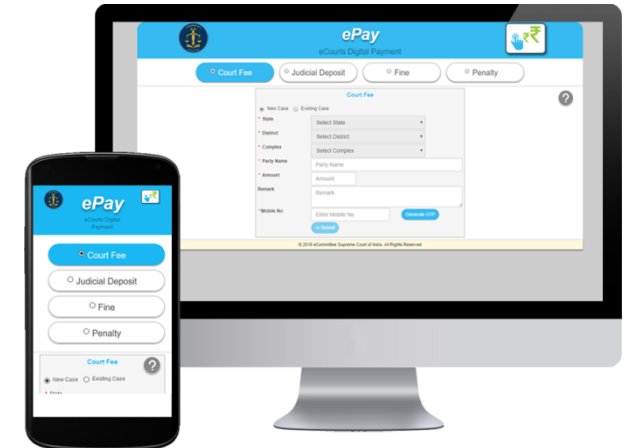 ePay
eCourts Digital Payment
Court Fee
Judicial Deposit
Fine
Penalty
Court Fee
New Case
Existing Case
* State
Select State
* District
Select District
* Complex
Select Complex
* Party Name
Party Name
* Amount
Amount
Remark
Remark
*Mobile No
Enter Mobile No
Generate OTP
Submit
eCommittee Supreme Court of India. All Rights Reserved
ePay
eCourts Digital
Payment
Court Fee
Judicial Deposit
Fine
Penalty
Court Fee
New Case
Existing Case
* State